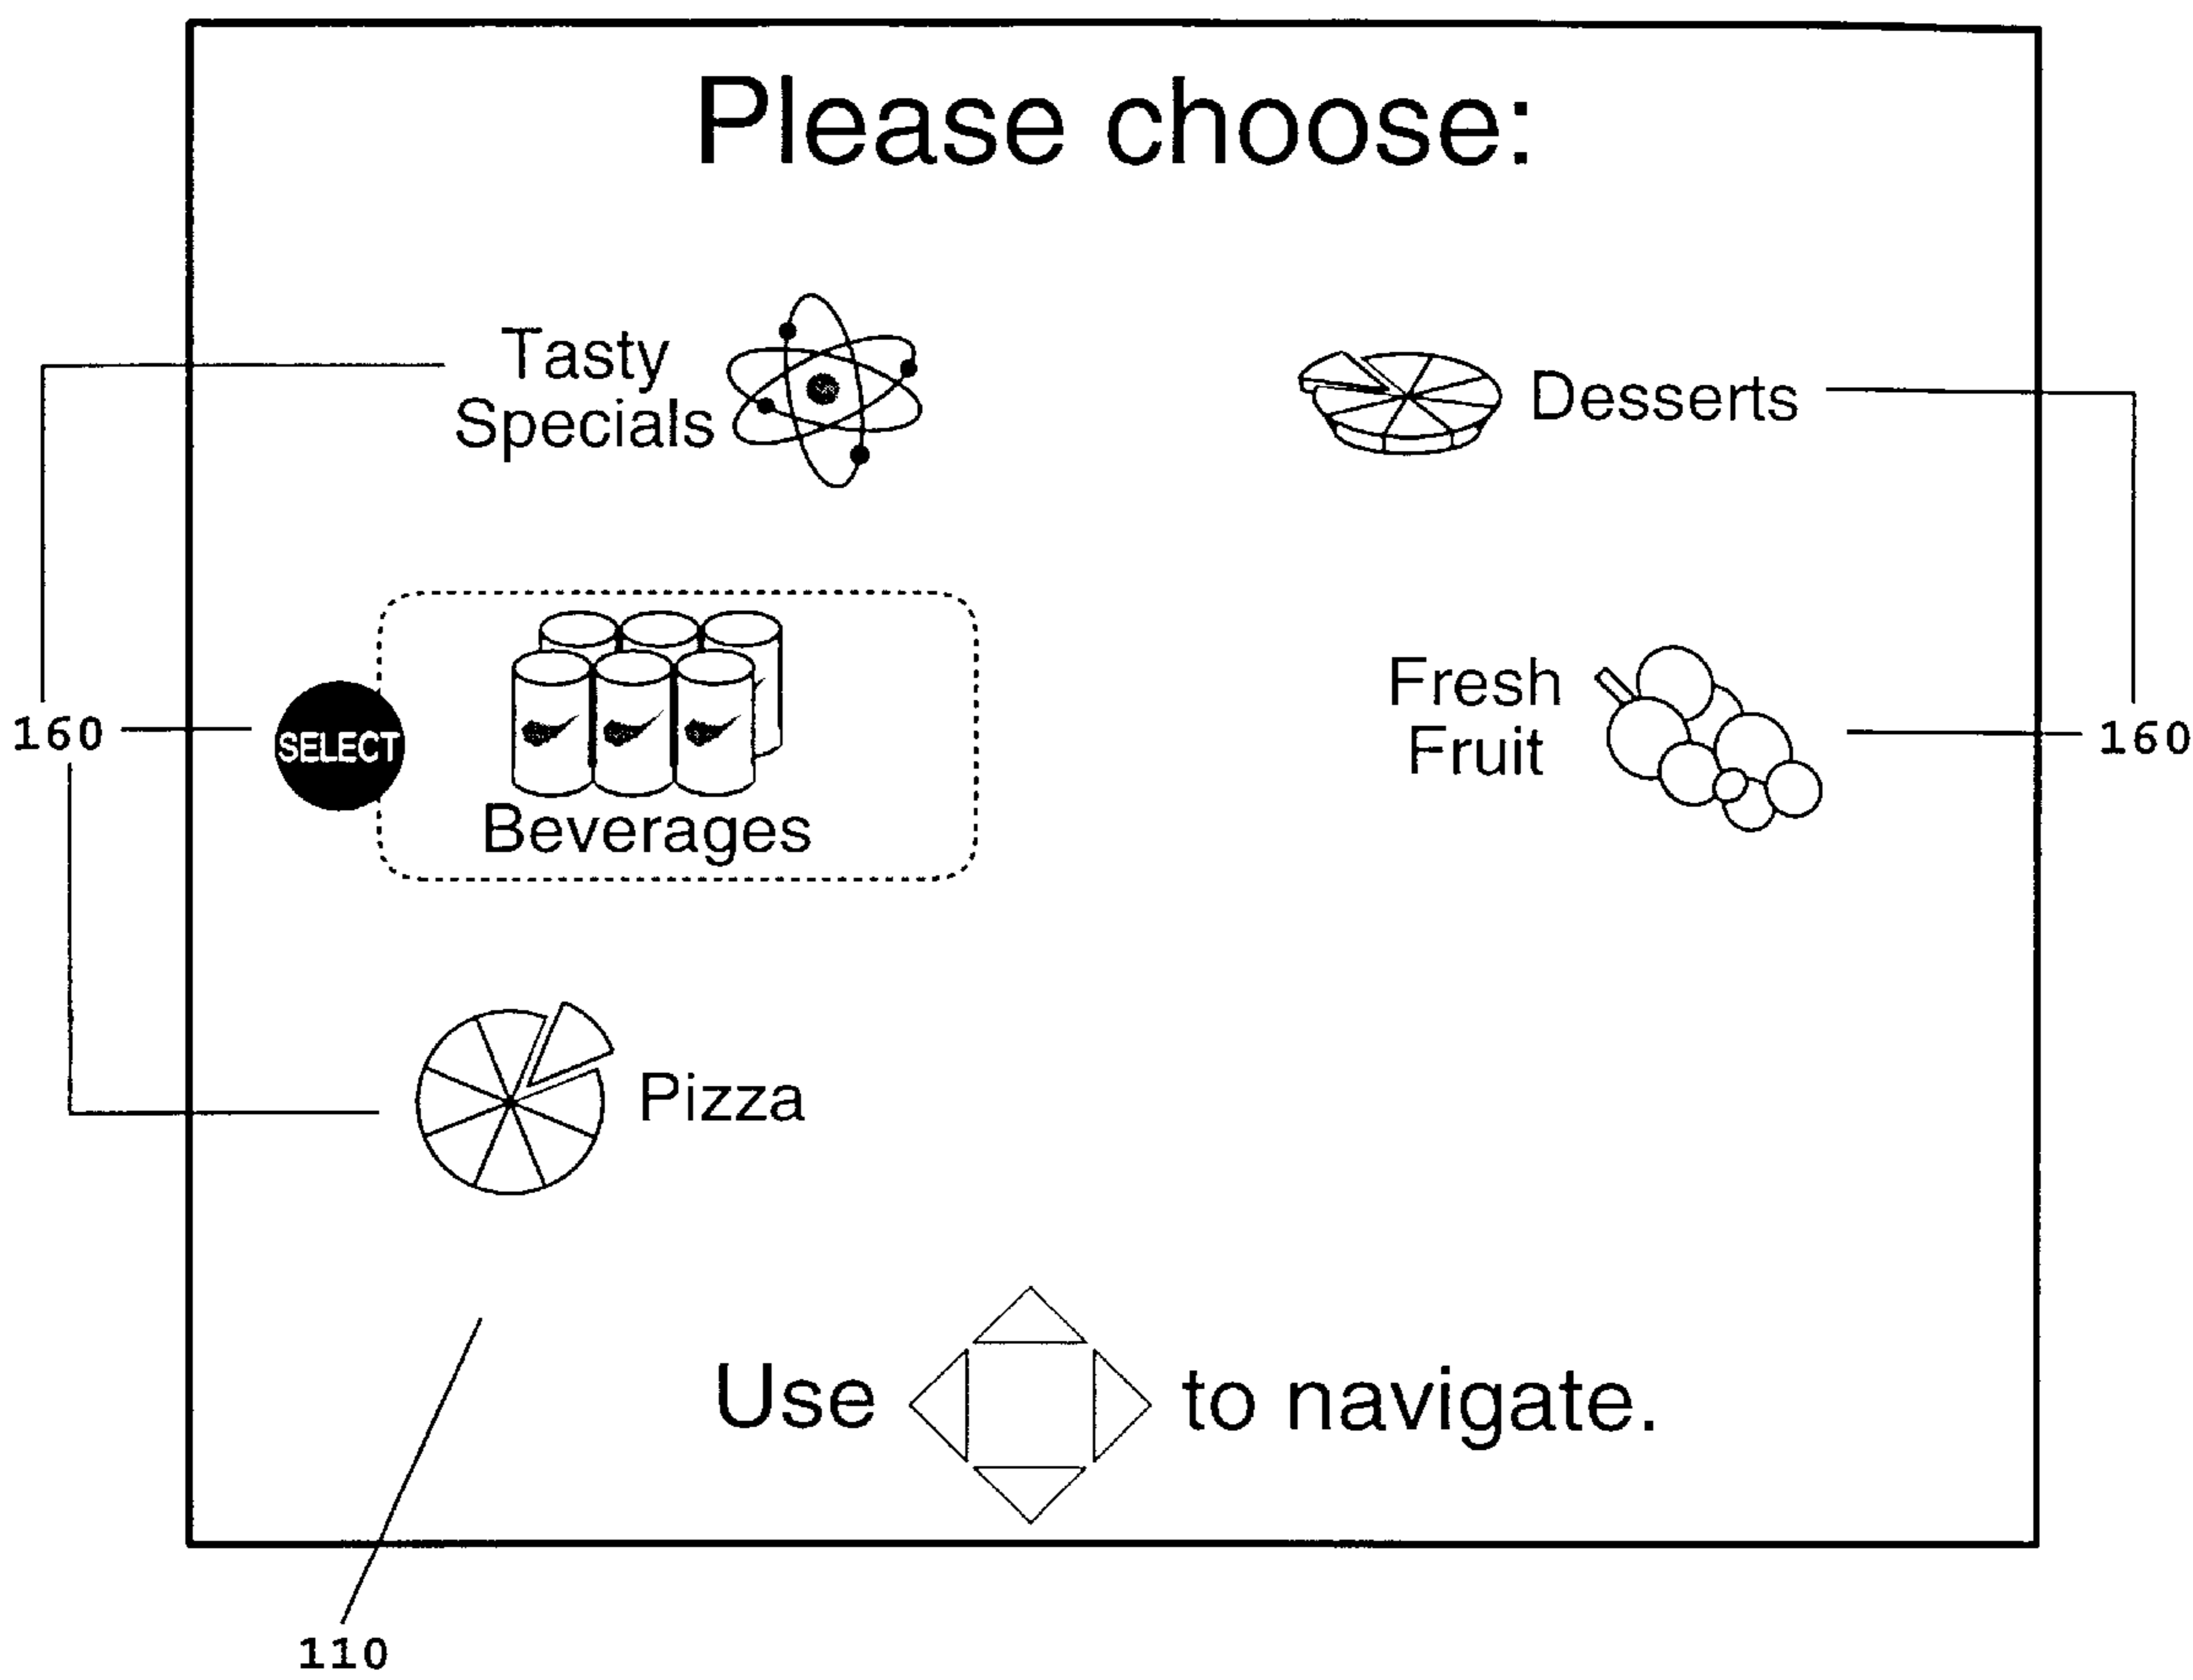 Please choose:
Tasty
Specials
Desserts
160
SELECT
Beverages
Fresh
Fruit
160
Pizza
Use to navigate.
110